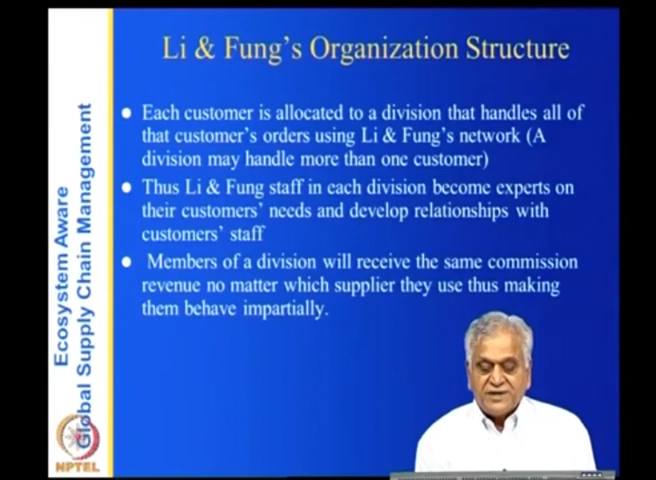 Li & Fung's Organization Structure
Each customer is allocated to a division that handles all of
that customer's orders using Li & Fung's network (A
division may handle more than one customer)
Thus Li & Fung staff in each division become experts on
their customers' needs and develop relationships with
customers' staff
Members of a division will receive the same commission
revenue no matter which supplier they use thus making
them behave impartially.
Ecosystem Aware
Global Supply Chain Management
NPTEL